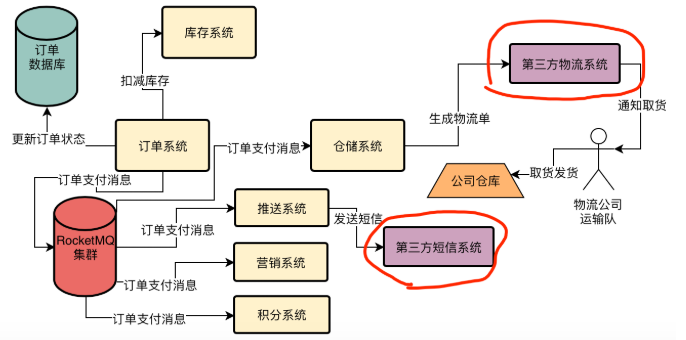 订单
数据库
库存系统
扣减库存
第三方物流系统
更新订单状态
订单系统
订单支付消息
仓储系统
生成物流单
通知取货
订单支付消息
公司仓库
取货发货
物流公司
运输队
RocketMQ
集群
推送系统
订单支付消息
发送短信
第三方短信系统
营销系统
订单支付消息
积分系统
订单支付消息